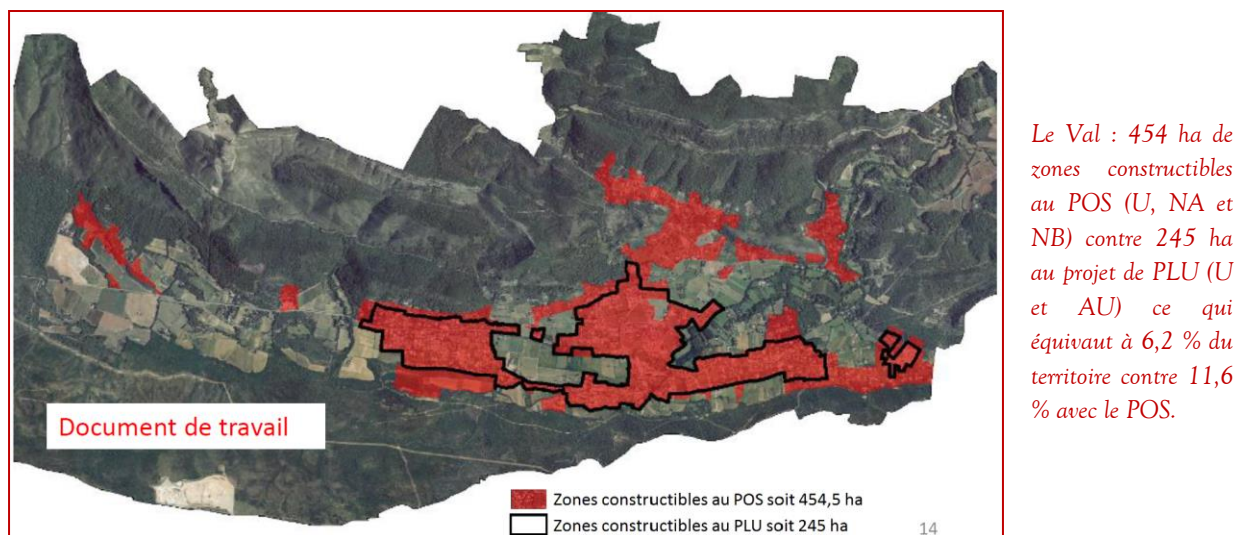 Document de travail
Zones constructibles au POS soit 454,5 ha
Zones constructibles au PLU soit 245 ha
14
Le Val : 454 ha de
zones constructibles
au POS (U, NA et
NB) contre 245 ha
au projet de PLU (U
et AU) ce qui
équivaut à 6,2 % du
territoire contre 11,6
% avec le POS.